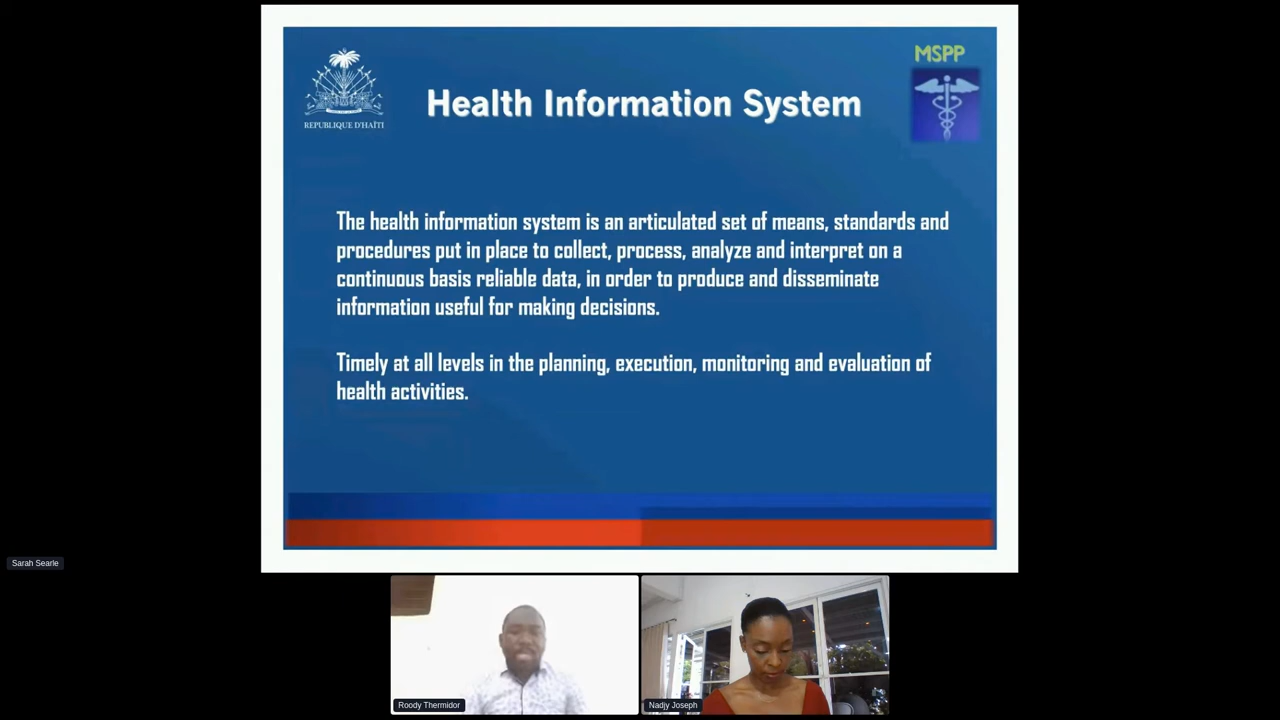 MSPP
REPUBLIQUE D'HAÏTI
Health Information System
The health information system is an articulated set of means, standards and
procedures put in place to collect, process, analyze and interpret on a
continuous basis reliable data, in order to produce and disseminate
information useful for making decisions.
Timely at all levels in the planning, execution, monitoring and evaluation of
health activities.
Sarah Searle
Roody Thermidor
Nadjy Joseph